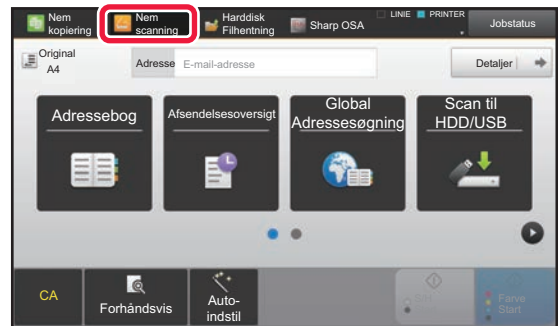 Nem
kopiering
Nem
scanning
Harddisk
Filhentning
Sharp OSA
LINIE
PRINTER
Jobstatus
Original
A4
Adresse
E-mail-adresse
Detaljer
Adressebog
Afsendelsesoversigt
Global
Adressesøgning
Scan til
HDD/USB
CA
Forhåndsvis
Auto-
indstil
Farve
Start